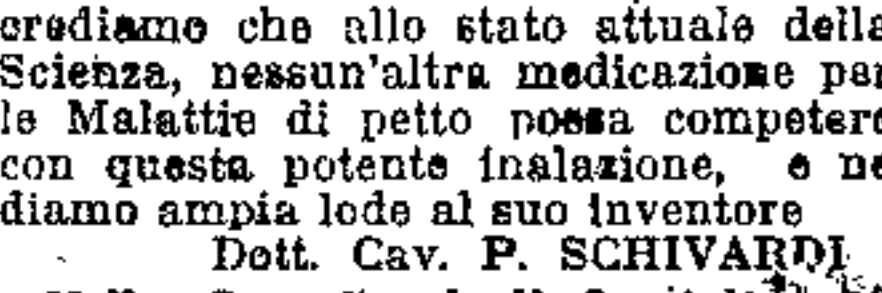 crediamo che allo stato attuale della
Scienza, nessun'altra medicazione per
le Malattie di petto possa competere
con questa potente inalazione, e ne
diamo ampia lode al suo inventore
Dott. Cav. P. SCHIVARDI